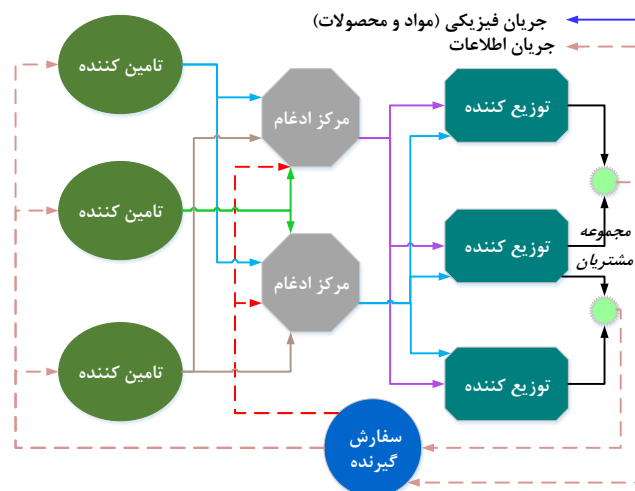 جریان فیزیکی (مواد و محصولات)
جریان اطلاعات
تامین کننده
مرکز ادغام
توزیع کننده
تامین کننده
توزیع کننده
مجموعه
مشتریان
مرکز ادغام
تامین کننده
توزیع کننده
سفارش
گیرنده